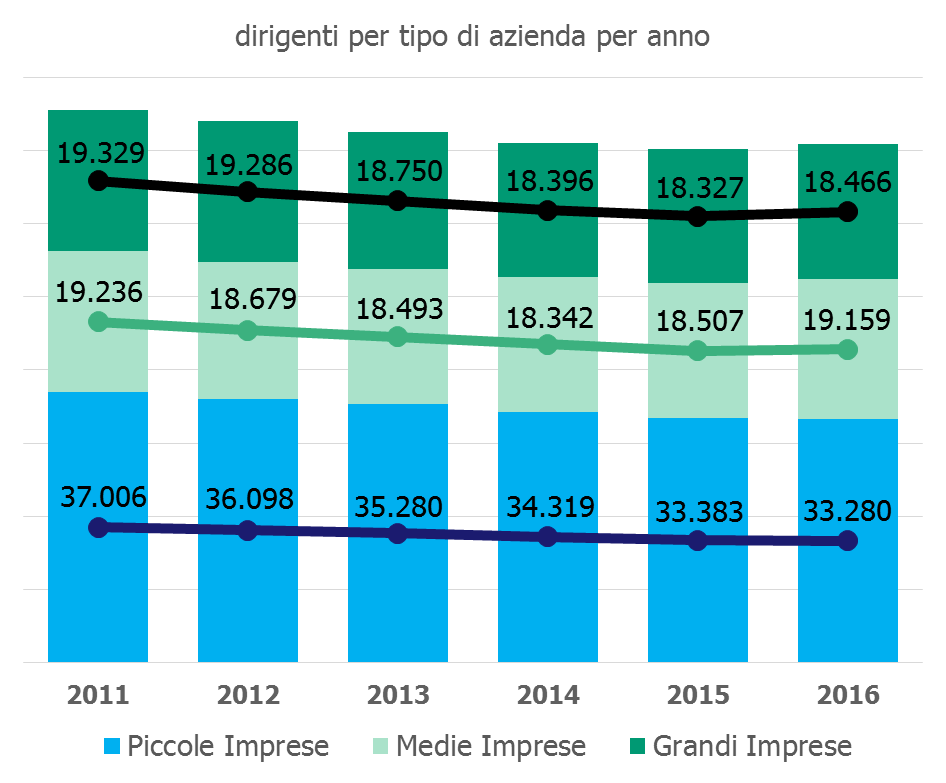 dirigenti per tipo di azienda per anno
19.329 19.286 18.750 18.396 18.327 18.466
19.236 18.679 18.493 18.342 18.507 19.159
37.006 36.098 35.280 34.319 33.383 33.280
2011 2012 2013 2014 2015 2016
Piccole Imprese Medie Imprese Grandi Imprese